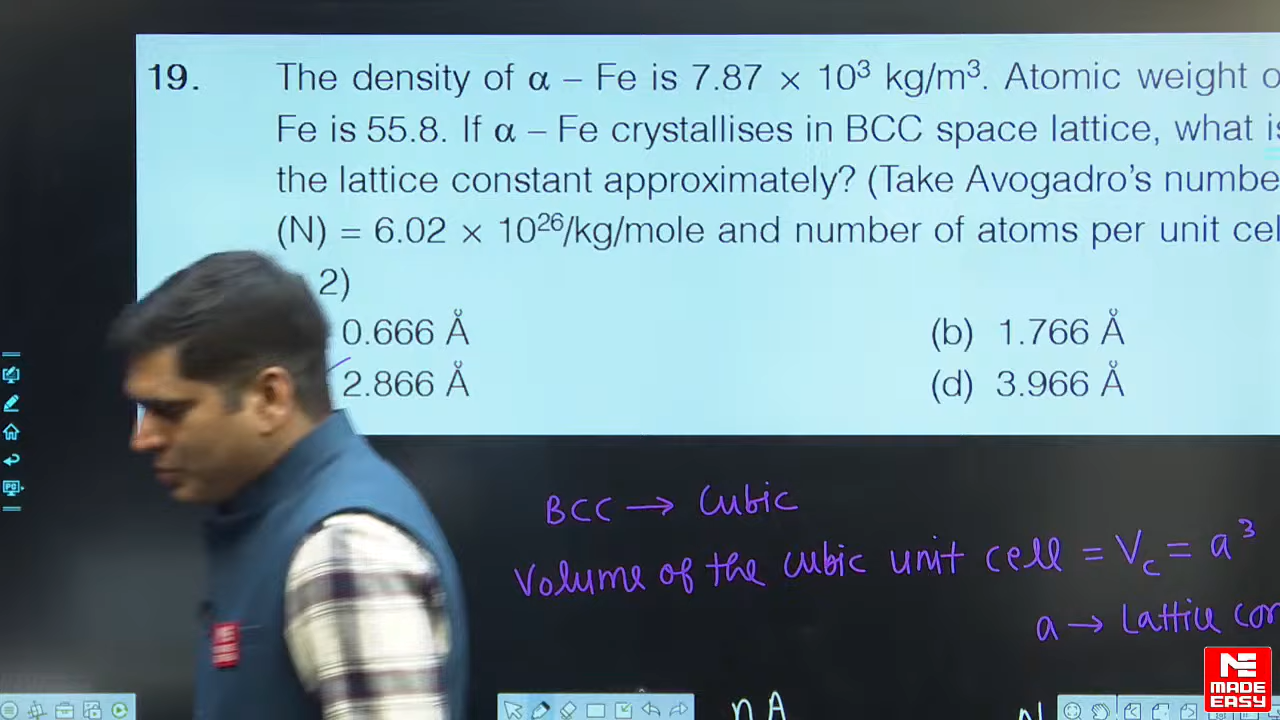 19. The density of α – Fe is 7.87 × 10³ kg/m³. Atomic weight
Fe is 55.8. If α – Fe crystallises in BCC space lattice, what is
the lattice constant approximately? (Take Avogadro's
(N) = 6.02 × 10²⁶/kg/mole and number of atoms per unit
2)
0.666 Å (b) 1.766 Å
2.866 Å (d) 3.966 Å
BCC → Cubic
Volume of the cubic unit cell = Vc = a³
a → Lattice
nA
N
MADE EASY